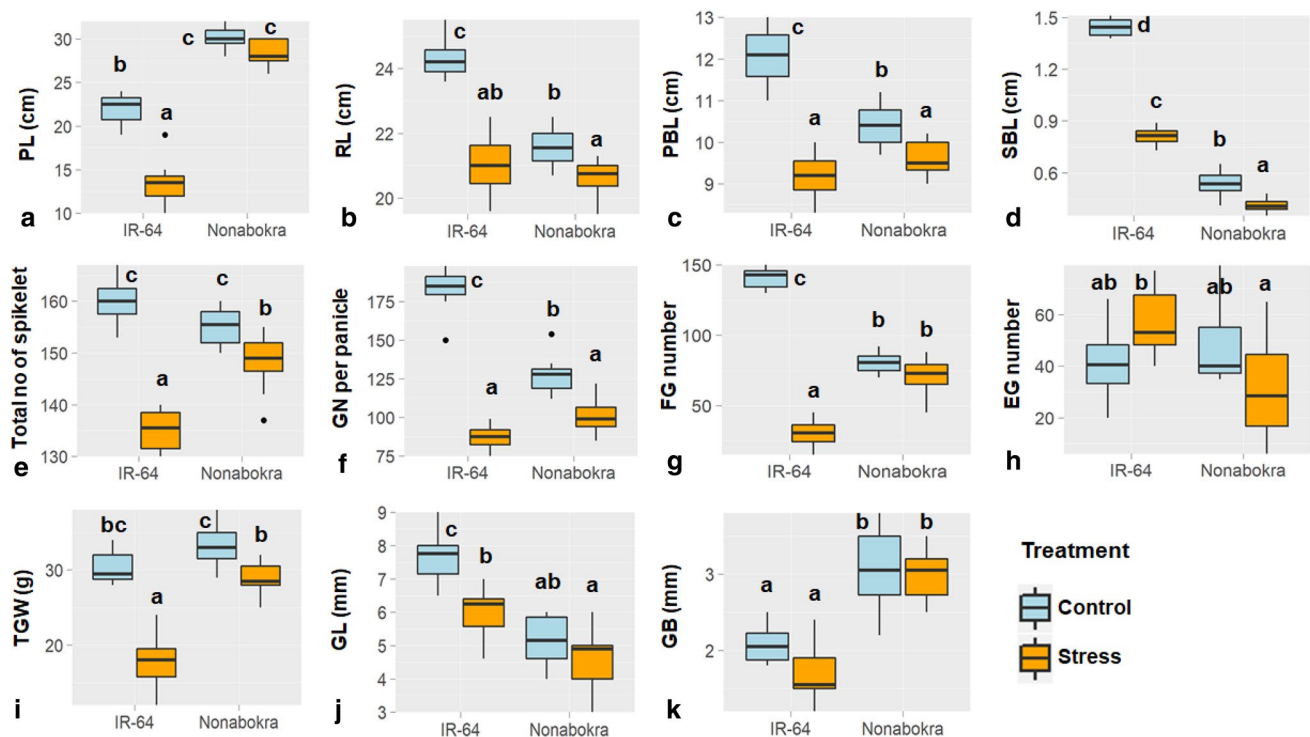 a
PL (cm)
30
25
20
15
10
b
a
c
c
IR-64
Nonabokra
b
RL (cm)
24
22
20
c
ab
b
a
IR-64
Nonabokra
c
PBL (cm)
13
12
11
10
9
c
a
b
a
IR-64
Nonabokra
d
SBL (cm)
1.5
1.2
0.9
0.6
d
c
b
a
IR-64
Nonabokra
e
Total no of spikelet
160
150
140
130
c
a
c
b
IR-64
Nonabokra
f
GN per panicle
175
150
125
100
75
c
a
b
a
IR-64
Nonabokra
g
FG number
150
100
50
c
a
b
b
IR-64
Nonabokra
h
EG number
60
40
20
ab
b
ab
a
IR-64
Nonabokra
i
TGW (g)
30
20
bc
a
c
b
IR-64
Nonabokra
j
GL (mm)
9
8
7
6
5
4
3
c
b
ab
a
IR-64
Nonabokra
k
GB (mm)
3
2
a
a
b
b
IR-64
Nonabokra
Treatment
Control
Stress